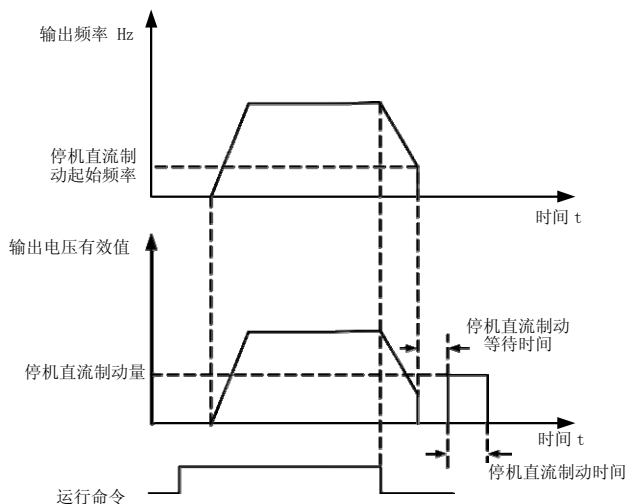 输出频率 Hz
停机直流制
动起始频率
时间 t
输出电压有效值
停机直流制动
等待时间
停机直流制动量
时间 t
停机直流制动时间
运行命令